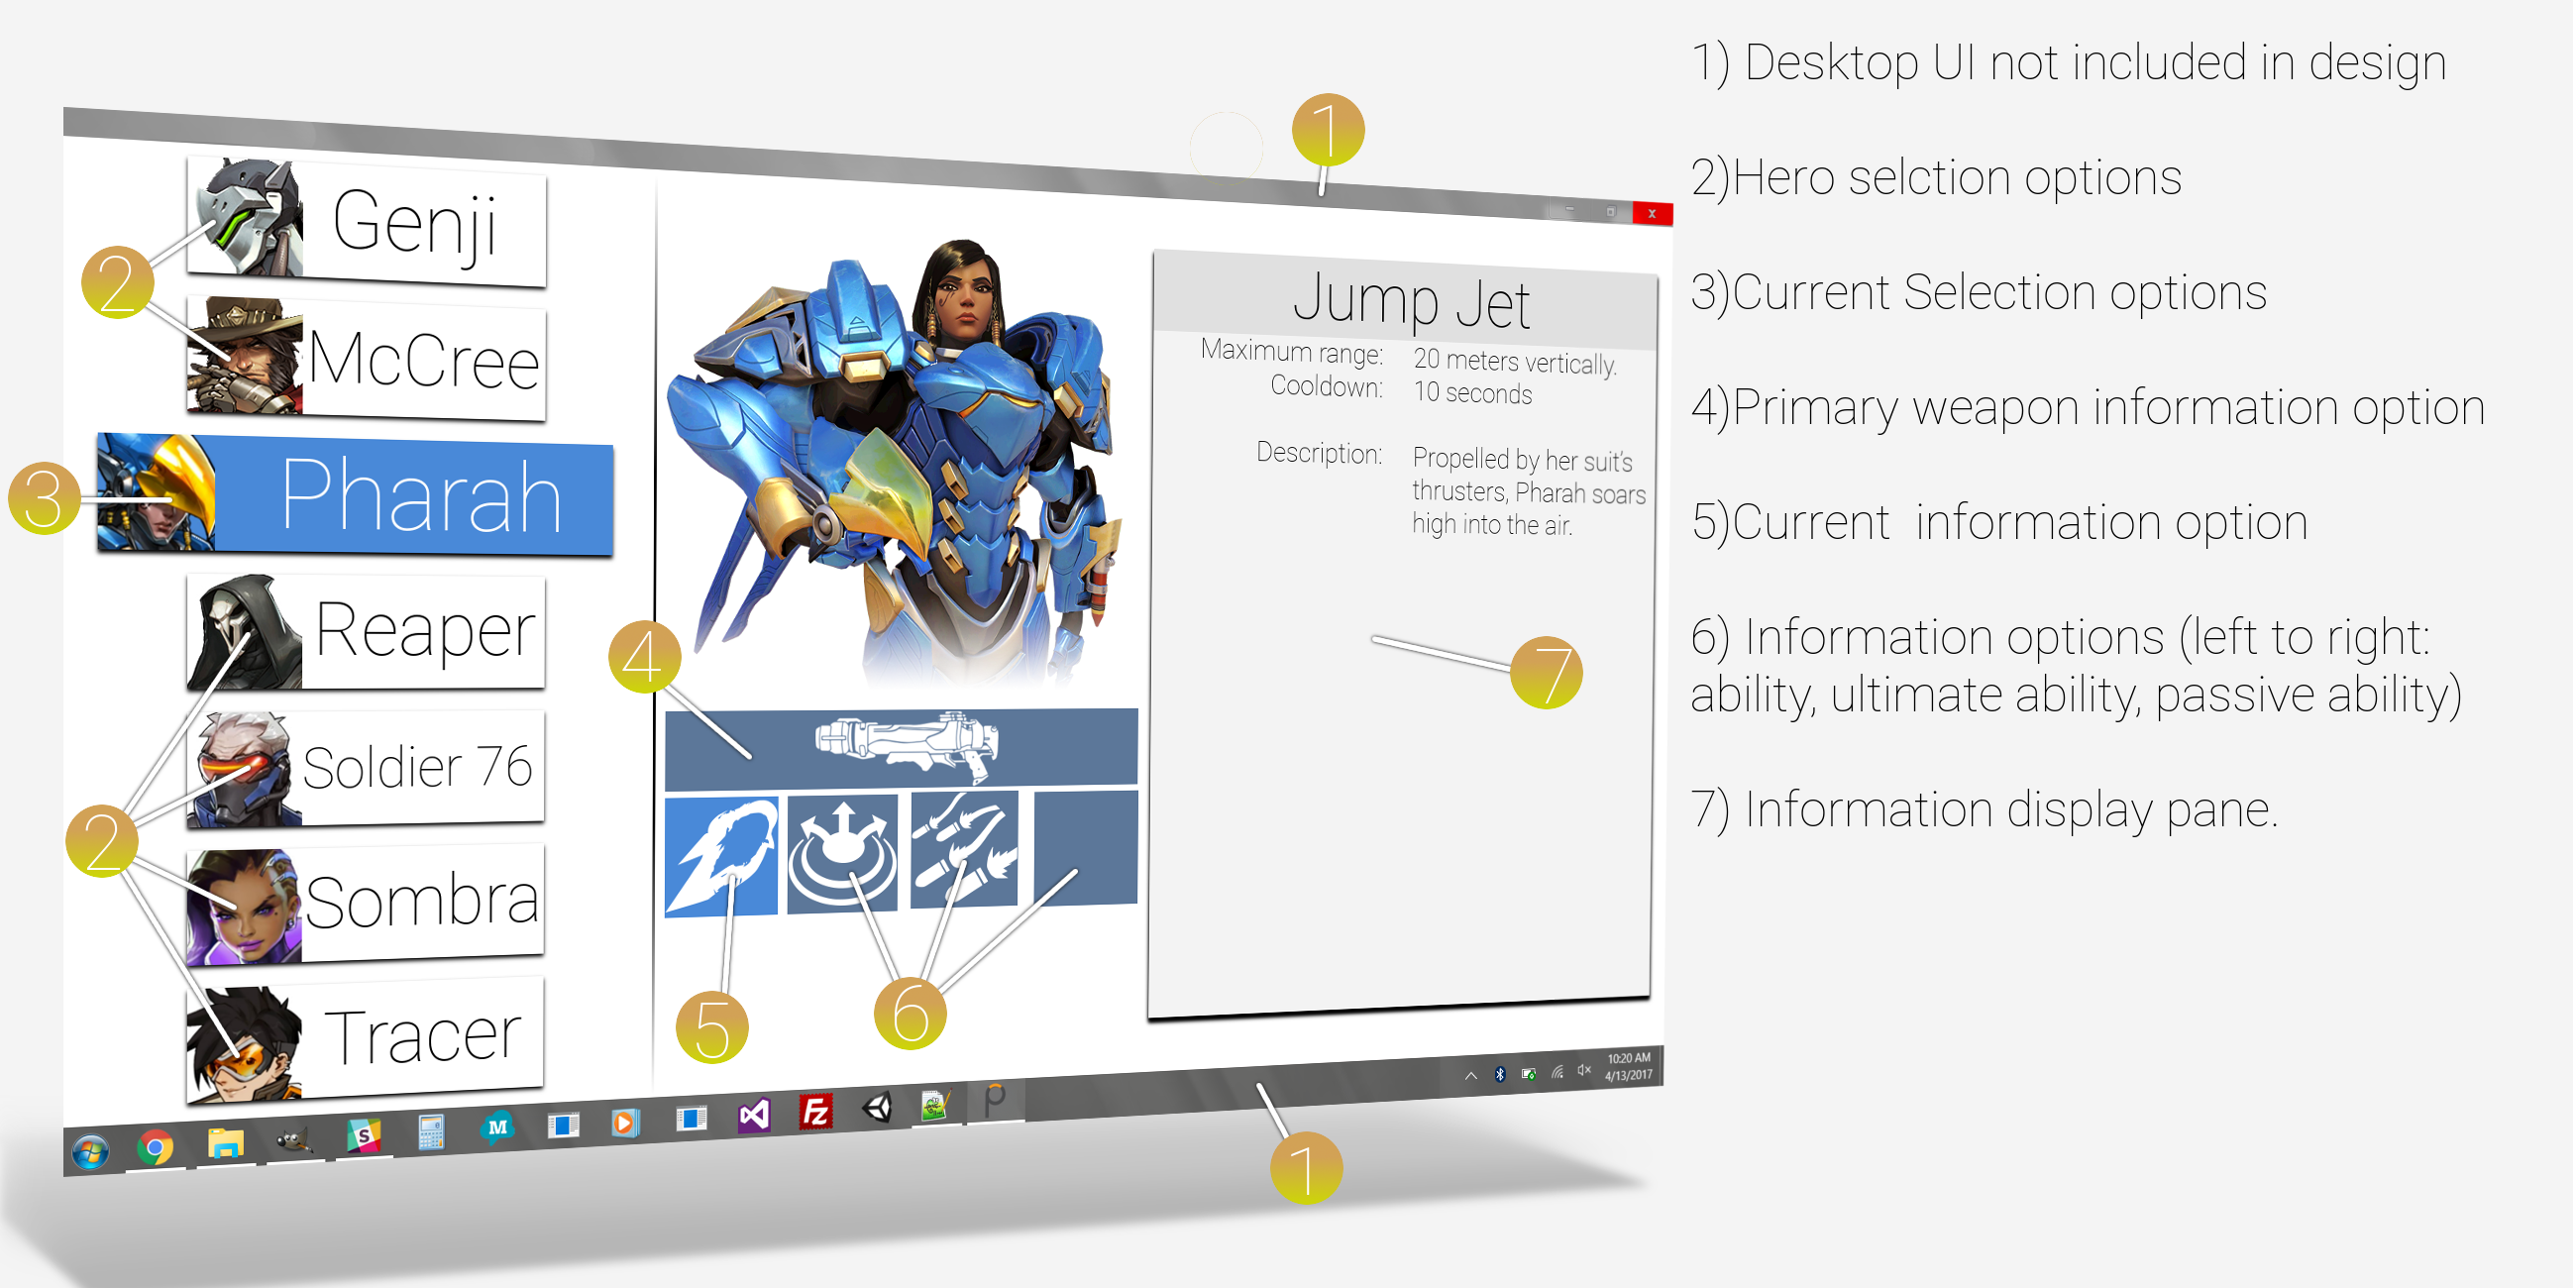 1) Desktop UI not included in design
2)Hero selction options
3)Current Selection options
4)Primary weapon information option
5)Current  information option
6) Information options (left to right:
ability, ultimate ability, passive ability)
7) Information display pane.
1
x
Genji
2
McCree
3
Pharah
Reaper
Soldier 76
2
Sombra
Tracer
4
5
6
Jump Jet
Maximum range: 20 meters vertically.
Cooldown: 10 seconds
Description: Propelled by her suit's
thrusters, Pharah soars
high into the air.
7
S
M
FZ
10:20 AM
4/13/2017
1